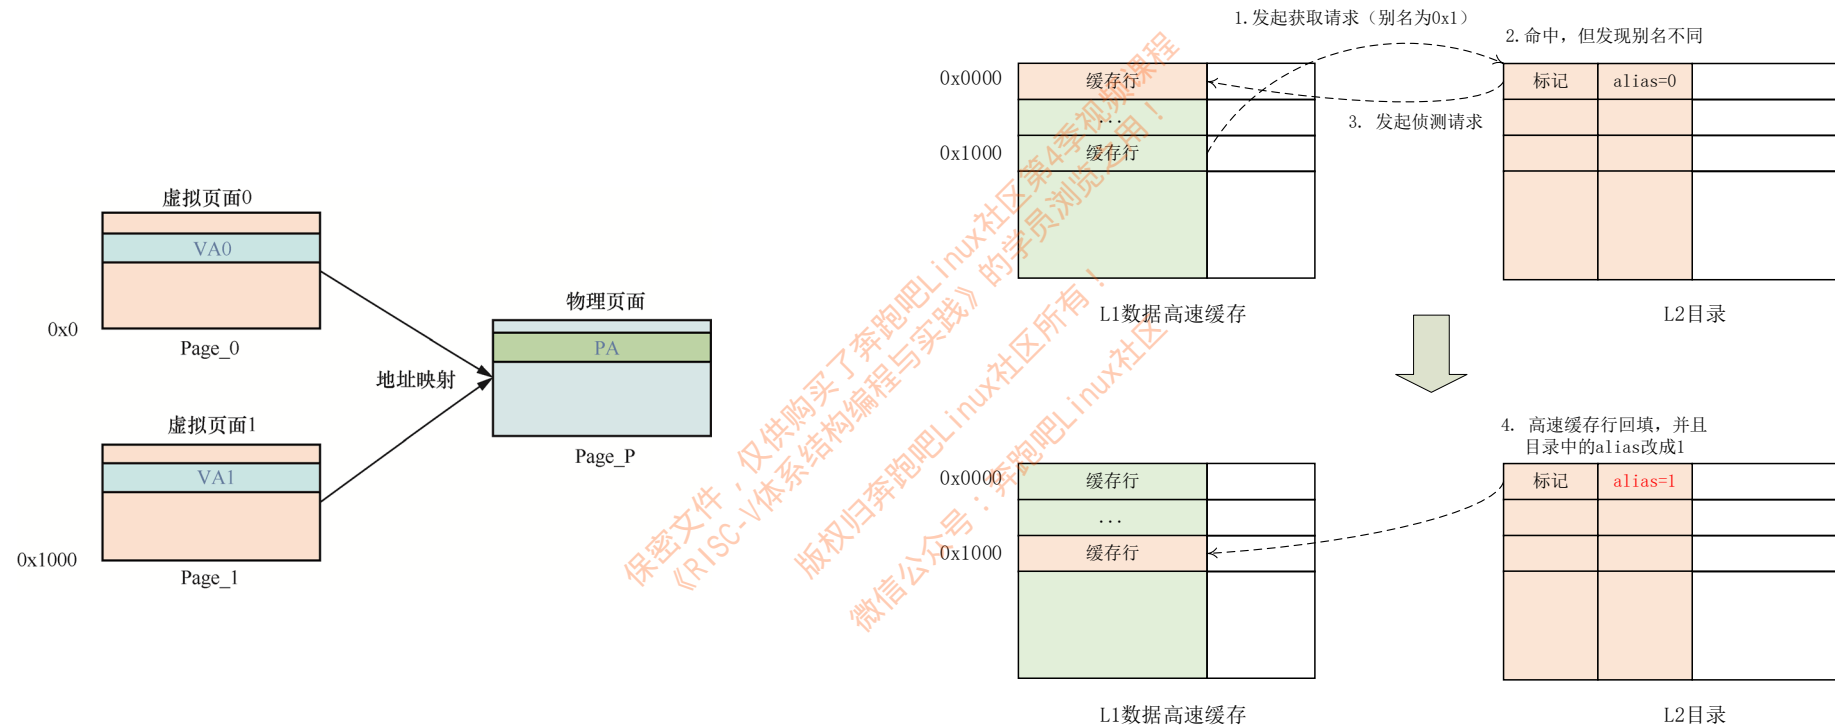 虚拟页面0
VA0
0x0
Page_0
地址映射
虚拟页面1
VA1
0x1000
Page_1
物理页面
PA
Page_P
1.发起获取请求（别名为0x1）
2.命中，但发现别名不同
0x0000
缓存行
标记
alias=0
...
3. 发起侦测请求
0x1000
缓存行
L1数据高速缓存
L2目录
4. 高速缓存行回填，并且
目录中的alias改成1
0x0000
缓存行
标记
alias=1
...
0x1000
缓存行
L1数据高速缓存
L2目录
保密文件，仅供购买了奔跑吧Linux社区第4季视频课程
《RISC-V体系结构编程与实践》的学员浏览之用！
版权归奔跑吧Linux社区所有！
微信公众号：奔跑吧Linux社区